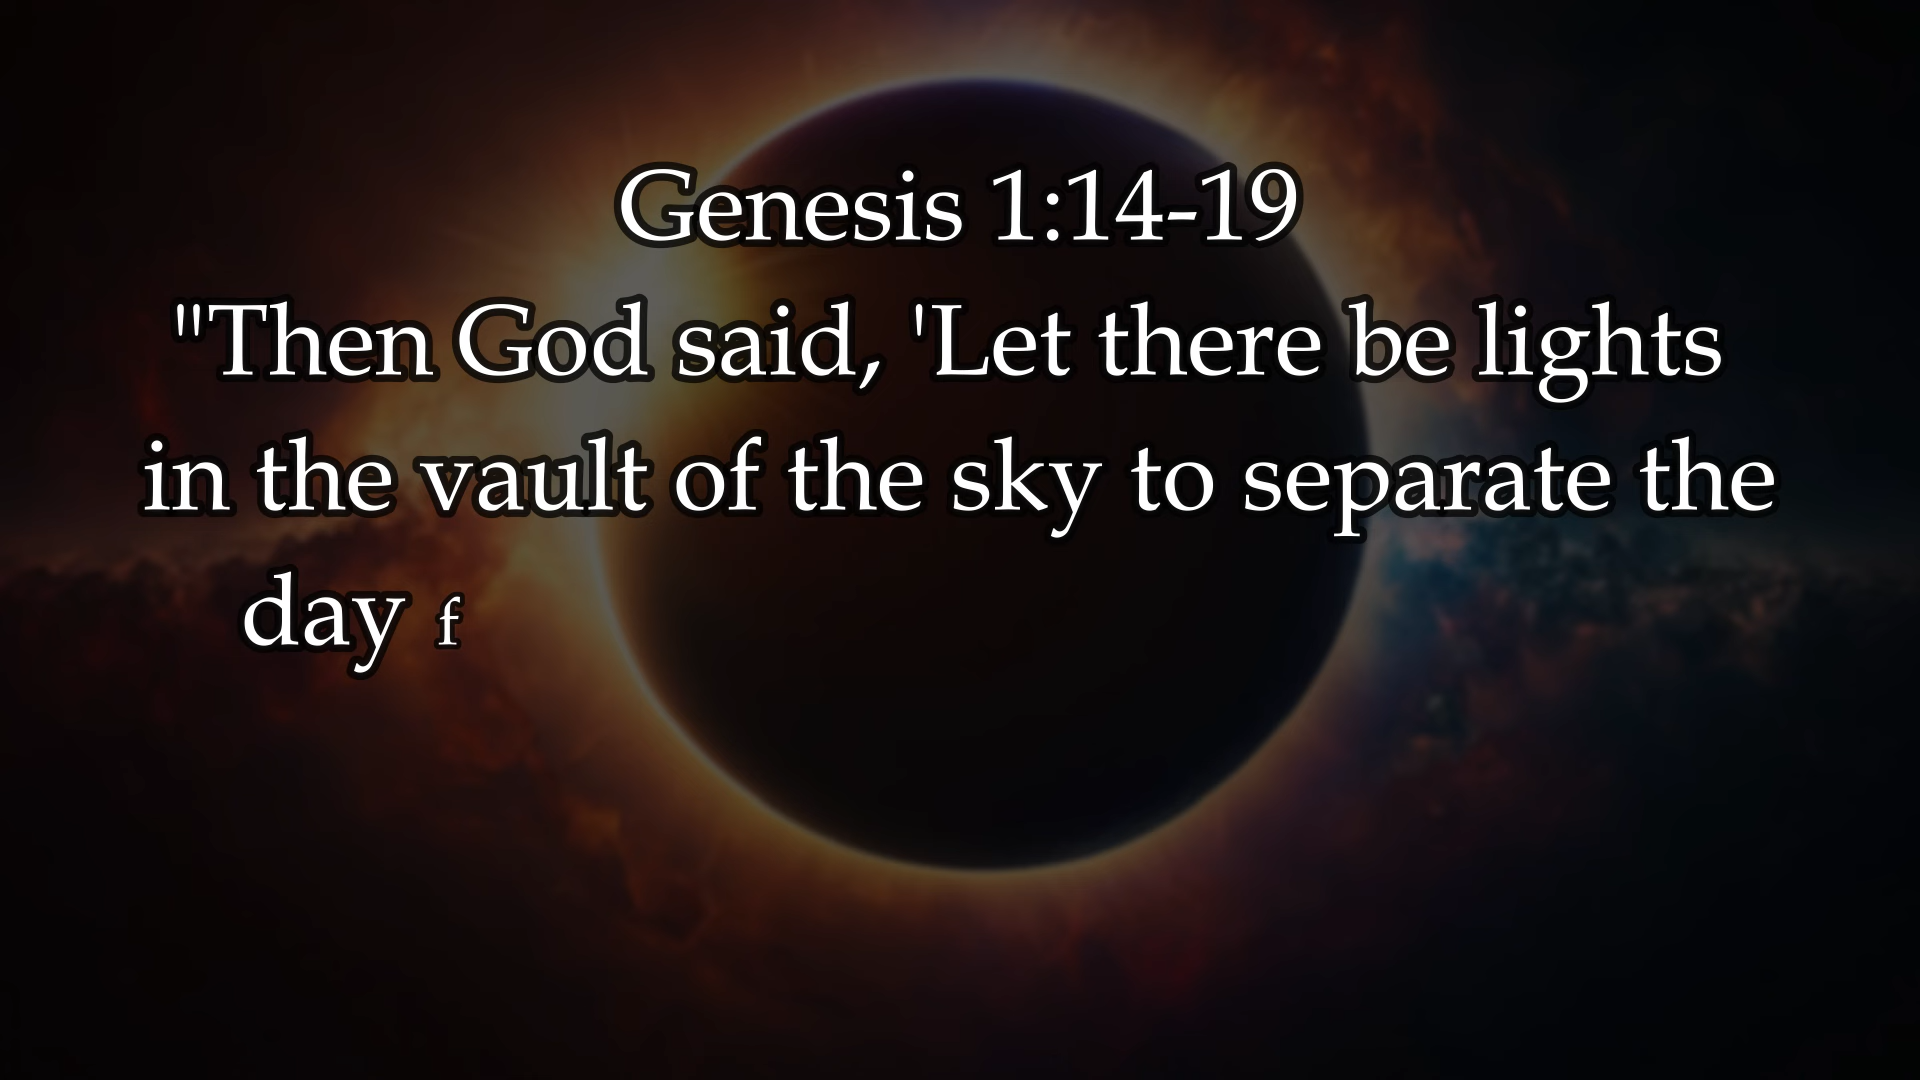 Genesis 1:14-19
"Then God said, 'Let there be lights
in the vault of the sky to separate the
day f